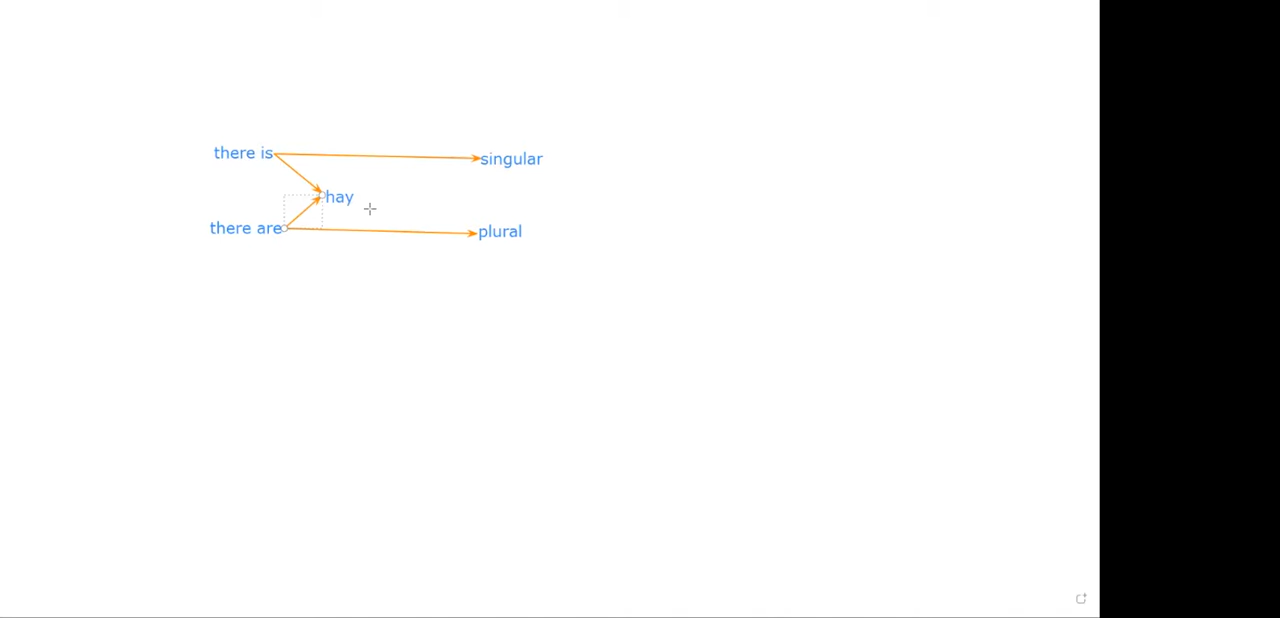 there is
singular
hay
there are
plural